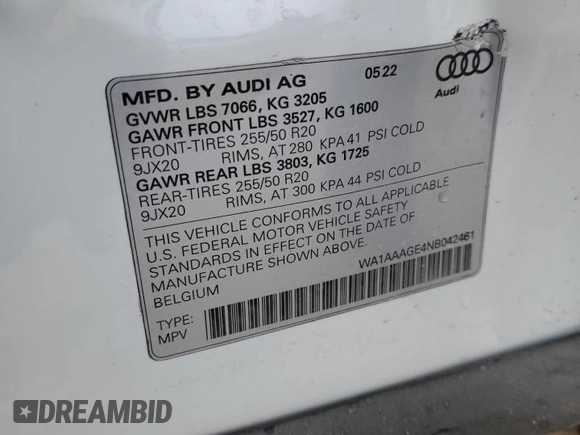 MFD. BY AUDI AG 05 22
GVWR LBS 7066, KG 3205
GAWR FRONT LBS 3527, KG 1600
FRONT-TIRES 255/50 R20
9JX20 RIMS, AT 280 KPA 41 PSI COLD
GAWR REAR LBS 3803, KG 1725
REAR-TIRES 255/50 R20
9JX20 RIMS, AT 300 KPA 44 PSI COLD
Audi
THIS VEHICLE CONFORMS TO ALL APPLICABLE
U.S. FEDERAL MOTOR VEHICLE SAFETY
STANDARDS IN EFFECT ON THE DATE OF
MANUFACTURE SHOWN ABOVE.
BELGIUM
WA1AAAGE4NB042461
TYPE:
MPV
DREAMBID